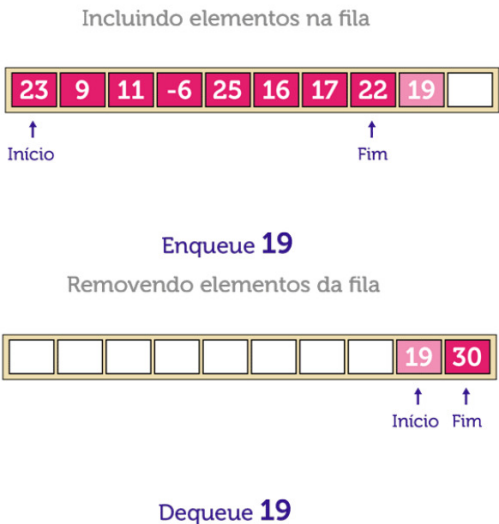 Incluindo elementos na fila
23 9 11 -6 25 16 17 22 19
Início Fim
Enqueue 19
Removendo elementos da fila
19 30
Início Fim
Dequeue 19